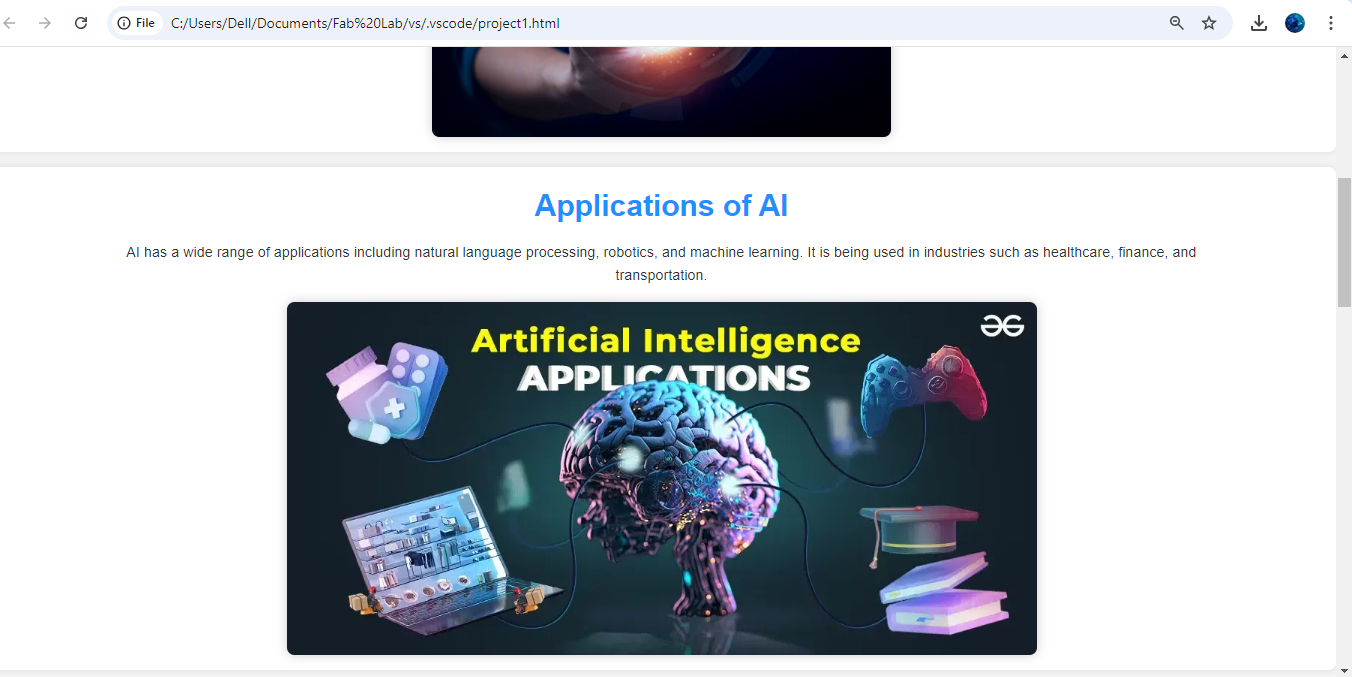 File C:/Users/Dell/Documents/Fab%20Lab/vs/.vscode/project1.html
Applications of AI
AI has a wide range of applications including natural language processing, robotics, and machine learning. It is being used in industries such as healthcare, finance, and
transportation.
Artificial Intelligence
APPLICATIONS